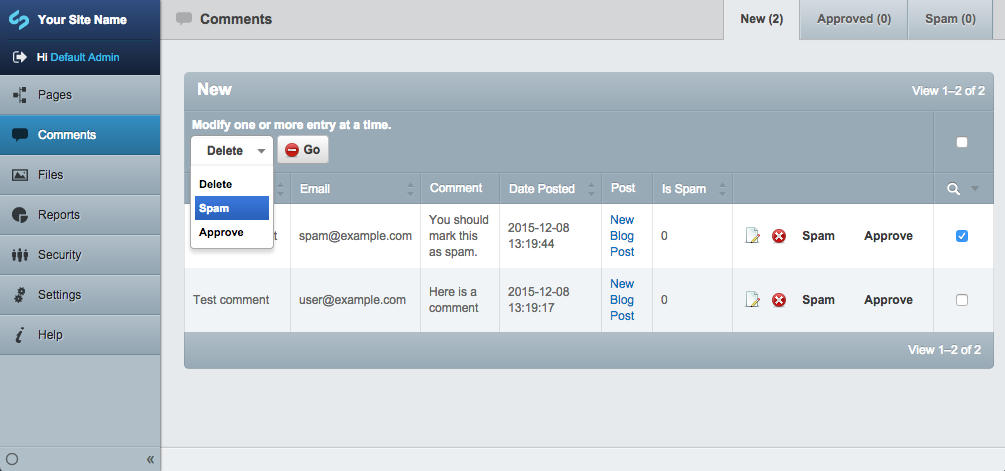 Your Site Name
Hi Default Admin
Pages
Comments
Files
Reports
Security
Settings
Help
«
Comments
New (2)
Approved (0)
Spam (0)
New
View 1–2 of 2
Modify one or more entry at a time.
Delete
Go
Delete
Spam
Approve
Email
Comment
Date Posted
Post
Is Spam
t
spam@example.com
You should
mark this
as spam.
2015-12-08
13:19:44
New
Blog
Post
0
Spam
Approve
Test comment
user@example.com
Here is a
comment
2015-12-08
13:19:17
New
Blog
Post
0
Spam
Approve
View 1–2 of 2